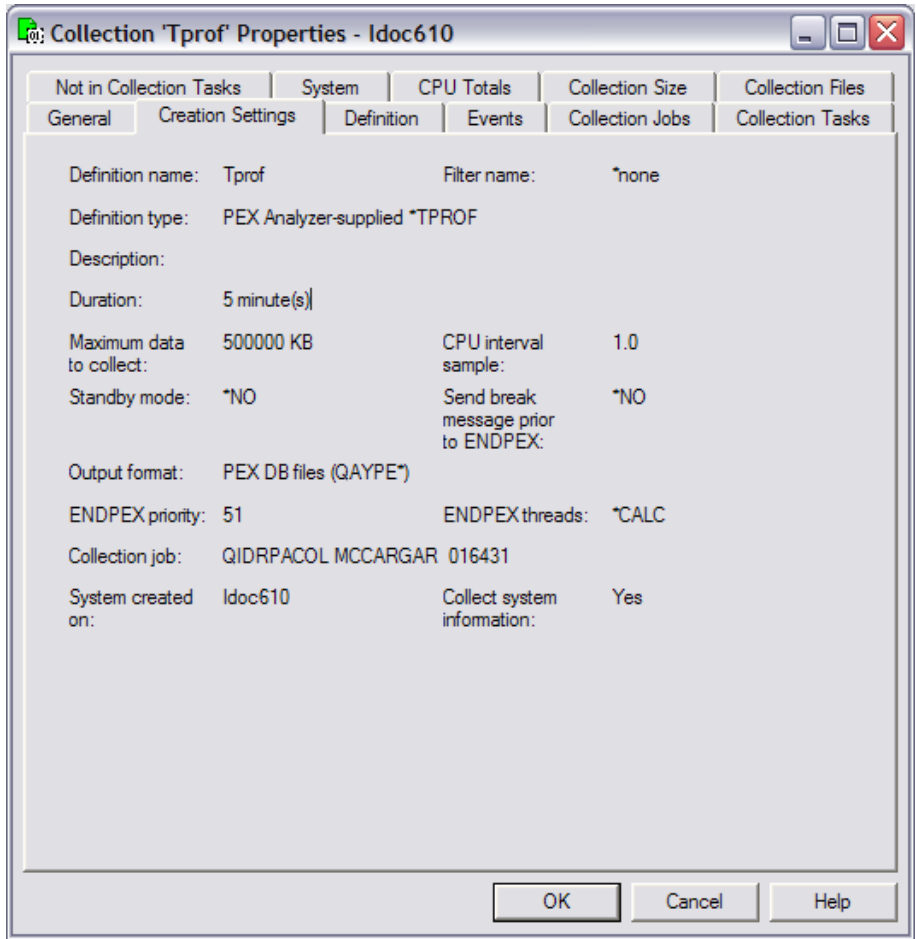 Collection 'Tprof' Properties - Idoc610
Not in Collection Tasks System CPU Totals Collection Size Collection Files
General Creation Settings Definition Events Collection Jobs Collection Tasks
Definition name: Tprof Filter name: *none
Definition type: PEX Analyzer-supplied *TPROF
Description:
Duration: 5 minute(s)
Maximum data 500000 KB CPU interval 1.0
to collect: sample:
Standby mode: *NO Send break *NO
message prior
to ENDPEX:
Output format: PEX DB files (QAYPE*)
ENDPEX priority: 51 ENDPEX threads: *CALC
Collection job: QIDRPACOL MCCARGAR 016431
System created Idoc610 Collect system Yes
on: information:
OK Cancel Help